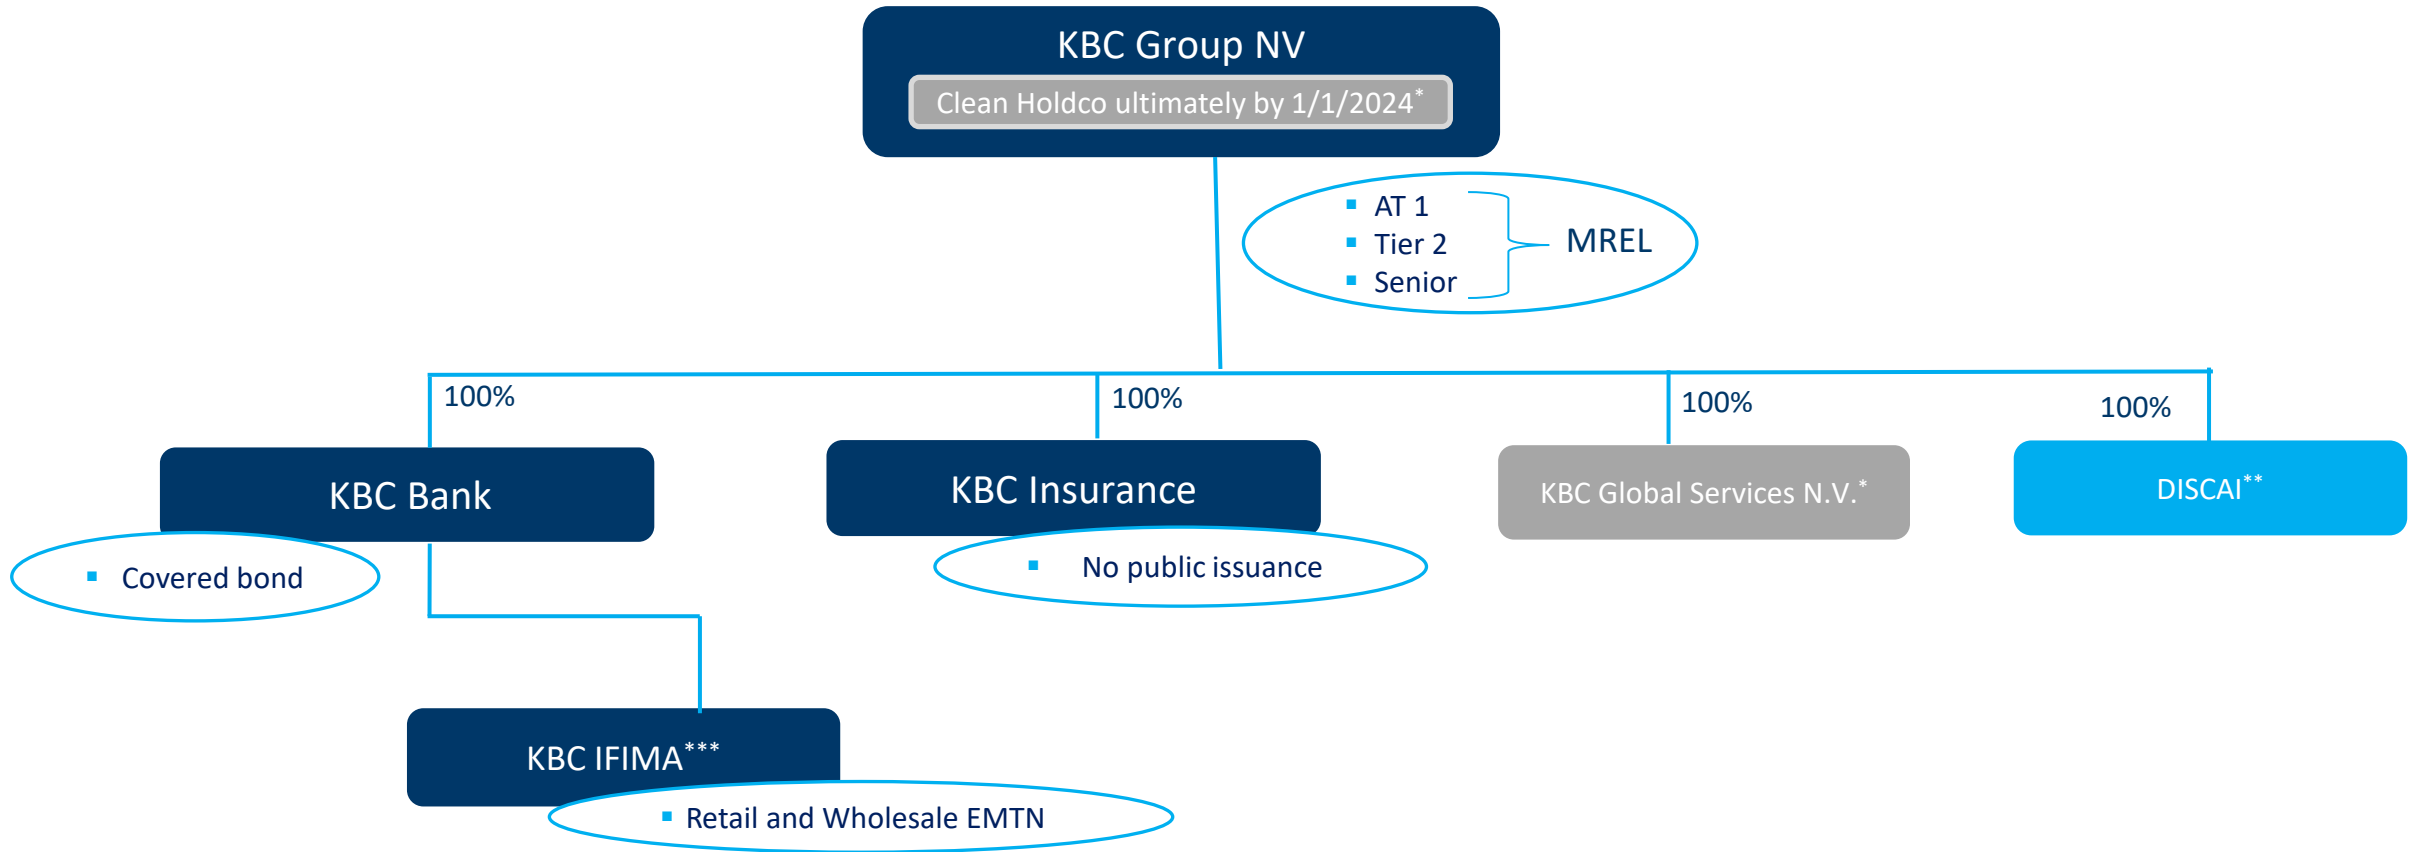 KBC Group NV
Clean Holdco ultimately by 1/1/2024*
▪ AT 1
▪ Tier 2
▪ Senior
MREL
100%
100%
100%
100%
KBC Bank
KBC Insurance
KBC Global Services N.V.*
DISCAI**
▪ Covered bond
▪ No public issuance
KBC IFIMA***
▪ Retail and Wholesale EMTN